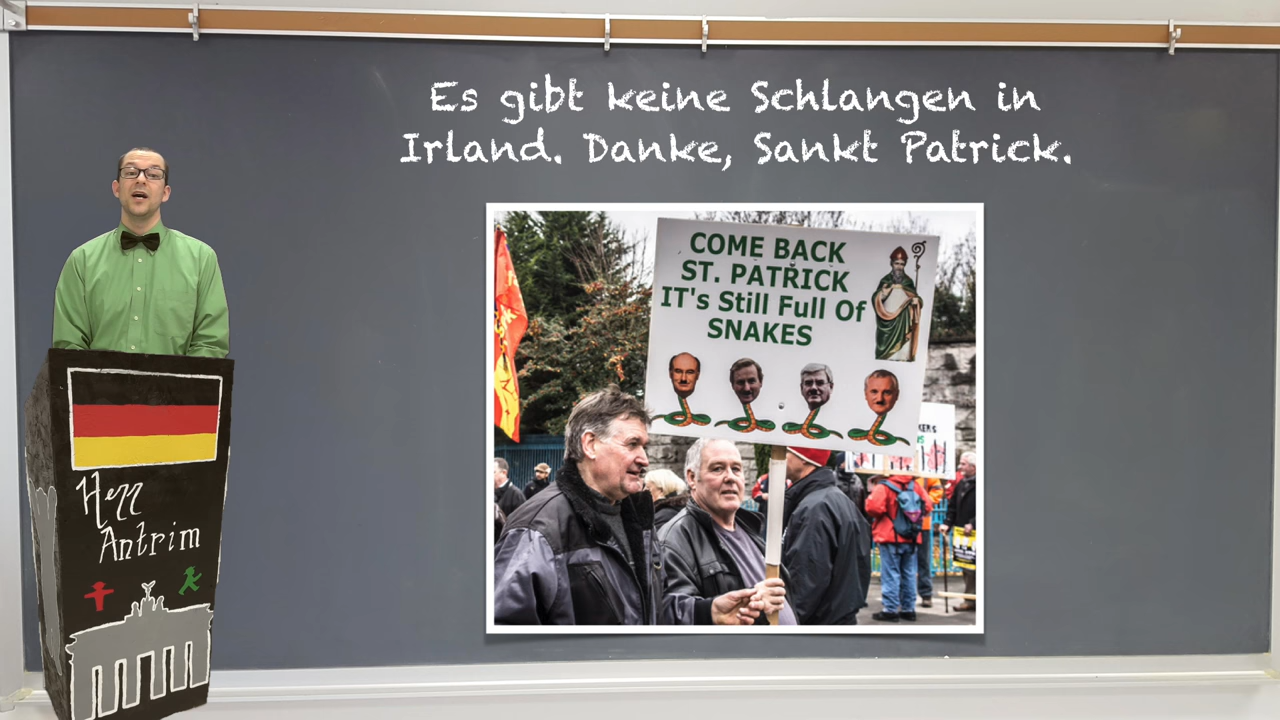 Es gibt keine Schlangen in
Irland. Danke, Sankt Patrick.
COME BACK
ST. PATRICK
IT's Still Full Of
SNAKES
Herr
Antrim